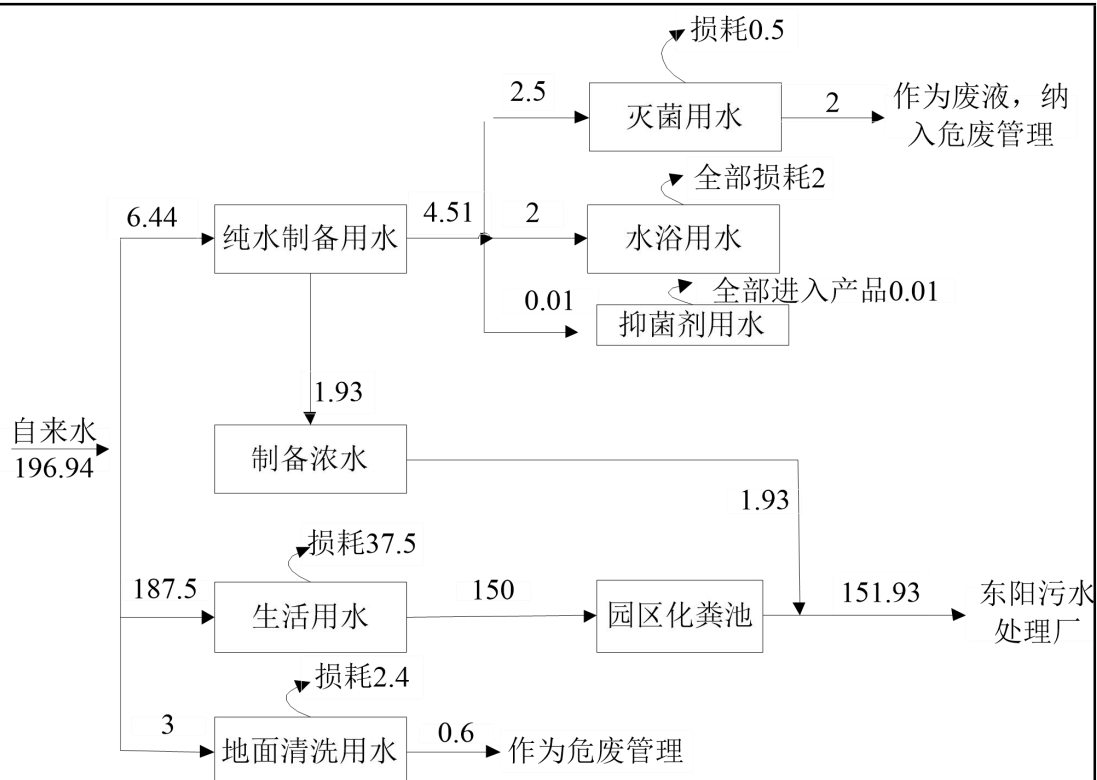 损耗0.5
2.5
灭菌用水
2
作为废液，纳
入危废管理
全部损耗2
6.44
纯水制备用水
4.51
2
水浴用水
全部进入产品0.01
0.01
抑菌剂用水
1.93
自来水
196.94
制备浓水
1.93
损耗37.5
187.5
生活用水
150
园区化粪池
151.93
东阳污水
处理厂
损耗2.4
3
地面清洗用水
0.6
作为危废管理